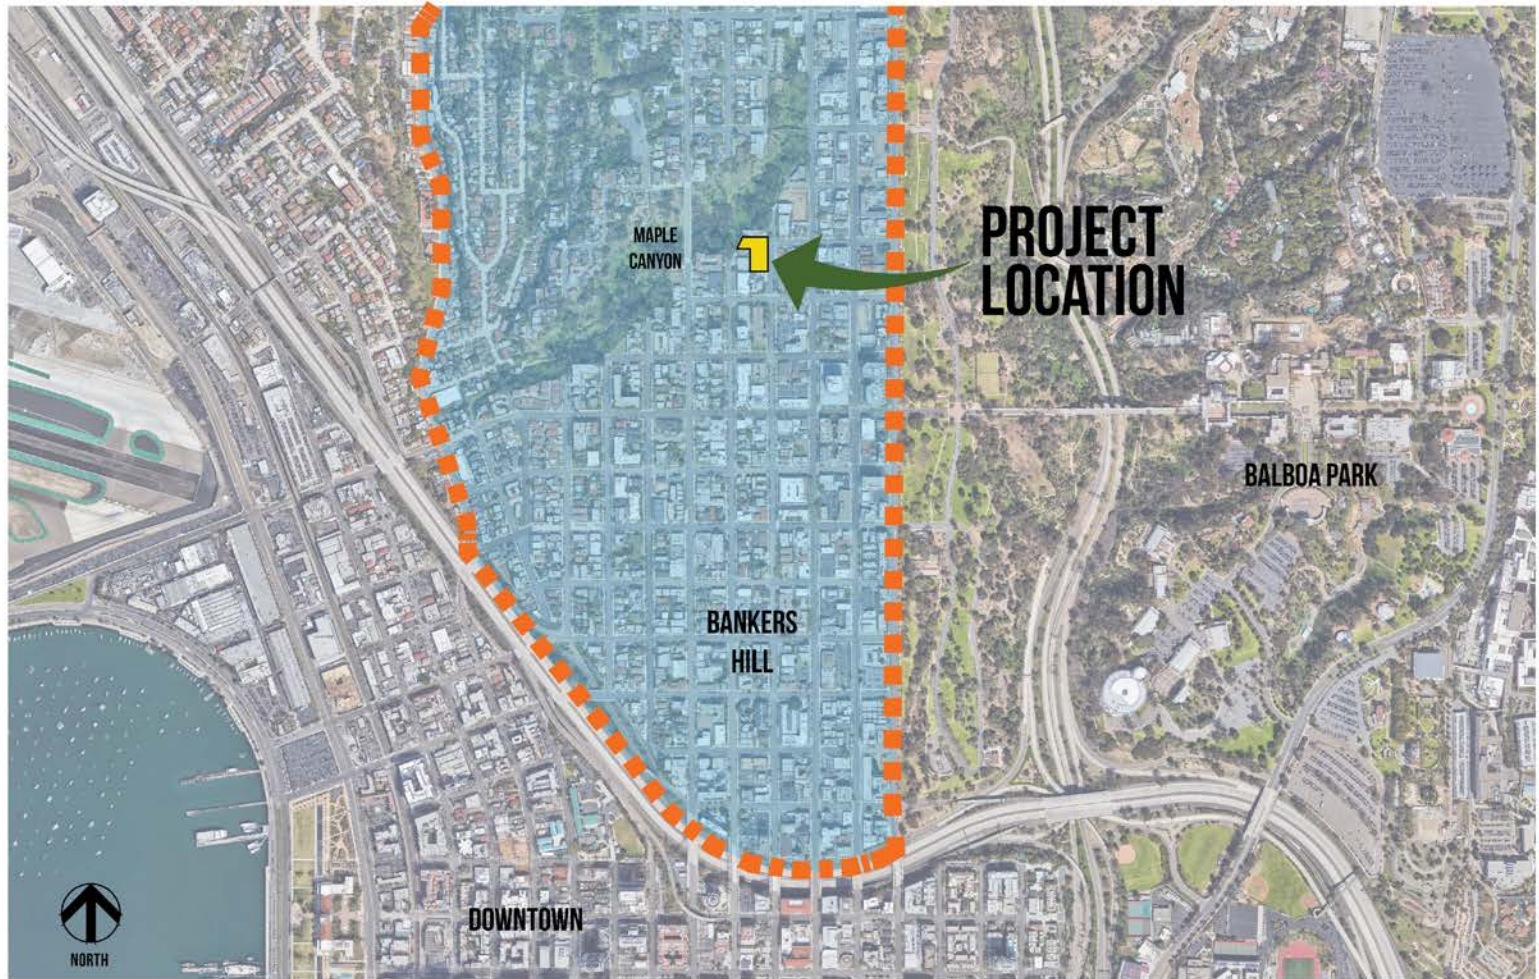 MAPLE
CANYON
PROJECT
LOCATION
BALBOA PARK
BANKERS
HILL
DOWNTOWN
NORTH